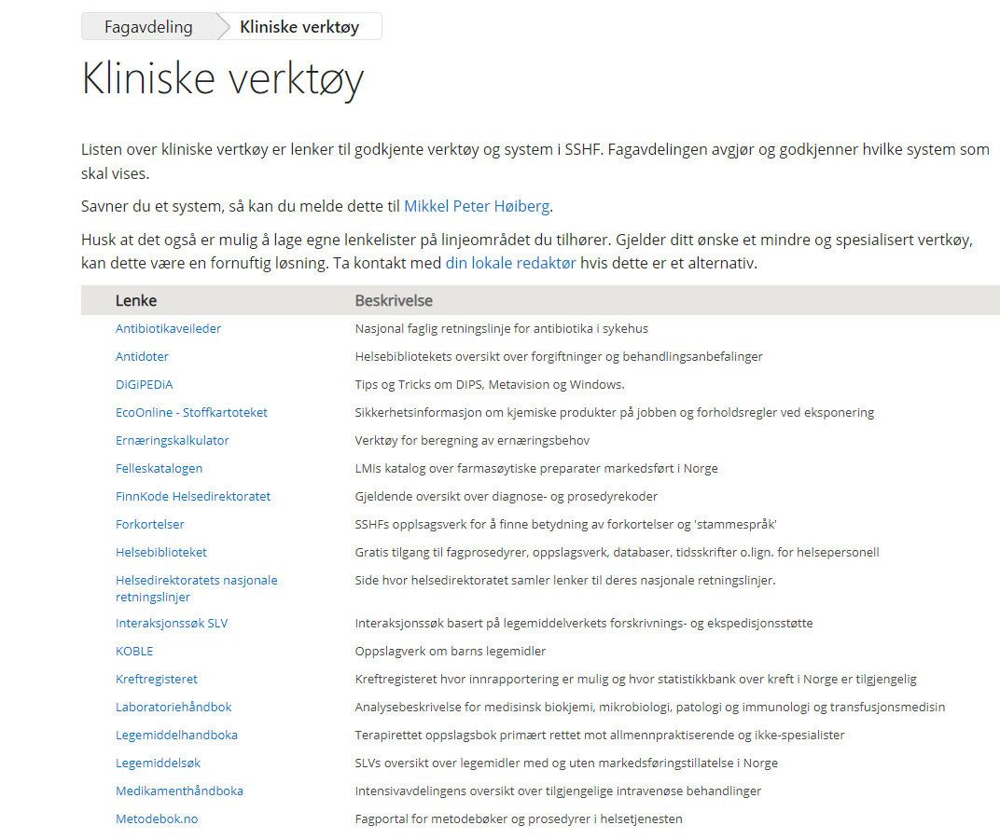 Fagavdeling Kliniske verktøy
Kliniske verktøy
Listen over kliniske vertkøy er lenker til godkjente verktøy og system i SSHF. Fagavdelingen avgjør og godkjenner hvilke system som
skal vises.
Savner du et system, så kan du melde dette til Mikkel Peter Høiberg.
Husk at det også er mulig å lage egne lenkelister på linjeområdet du tilhører. Gjelder ditt ønske et mindre og spesialisert vertkøy,
kan dette være en fornuftig løsning. Ta kontakt med din lokale redaktør hvis dette er et alternativ.
Lenke Beskrivelse
Antibiotikaveileder Nasjonal faglig retningslinje for antibiotika i sykehus
Antidoter Helsebibliotekets oversikt over forgiftninger og behandlingsanbefalinger
DiGiPEDiA Tips og Tricks om DIPS, Metavision og Windows.
EcoOnline - Stoffkartoteket Sikkerhetsinformasjon om kjemiske produkter på jobben og forholdsregler ved eksponering
Ernæringskalkulator Verktøy for beregning av ernæringsbehov
Felleskatalogen LMIs katalog over farmasøytiske preparater markedsført i Norge
FinnKode Helsedirektoratet Gjeldende oversikt over diagnose- og prosedyrekoder
Forkortelser SSHFs opplsagsverk for å finne betydning av forkortelser og 'stammespråk'
Helsebiblioteket Gratis tilgang til fagprosedyrer, oppslagsverk, databaser, tidsskrifter o.lign. for helsepersonell
Helsedirektoratets nasjonale Side hvor helsedirektoratet samler lenker til deres nasjonale retningslinjer.
retningslinjer
Interaksjonssøk SLV Interaksjonssøk basert på legemiddelverkets forskrivnings- og ekspedisjonsstøtte
KOBLE Oppslagverk om barns legemidler
Kreftregisteret Kreftregisteret hvor innrapportering er mulig og hvor statistikkbank over kreft i Norge er tilgjengelig
Laboratoriehåndbok Analysebeskrivelse for medisinsk biokjemi, mikrobiologi, patologi og immunologi og transfusjonsmedisin
Legemiddelhandboka Terapirettet oppslagsbok primært rettet mot allmennpraktiserende og ikke-spesialister
Legemiddelsøk SLVs oversikt over legemidler med og uten markedsføringstillatelse i Norge
Medikamenthåndboka Intensivavdelingens oversikt over tilgjengelige intravenøse behandlinger
Metodebok.no Fagportal for metodebøker og prosedyrer i helsetjenesten